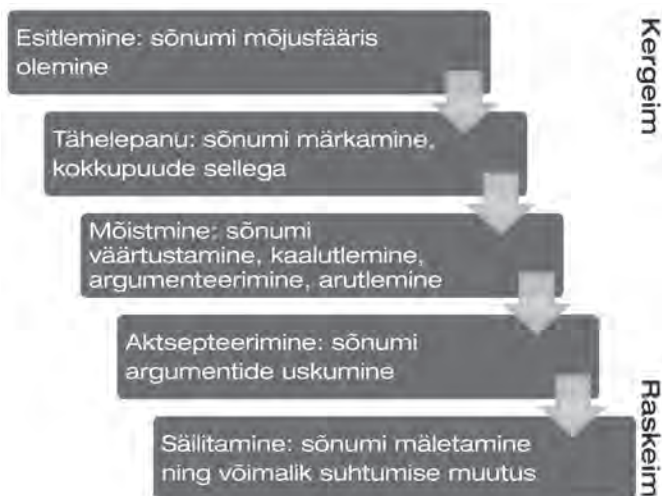 Esitlemine: sõnumi mõjusfääris
olemine
Kergeim
Tähelepanu: sõnumi märkamine,
kokkupuude sellega
Mõistmine: sõnumi
väärtustamine, kaalutlemine,
argumenteerimine, arutlemine
Aktsepteerimine: sõnumi
argumentide uskumine
Raskeim
Säilitamine: sõnumi mäletamine
ning võimalik suhtumise muutus